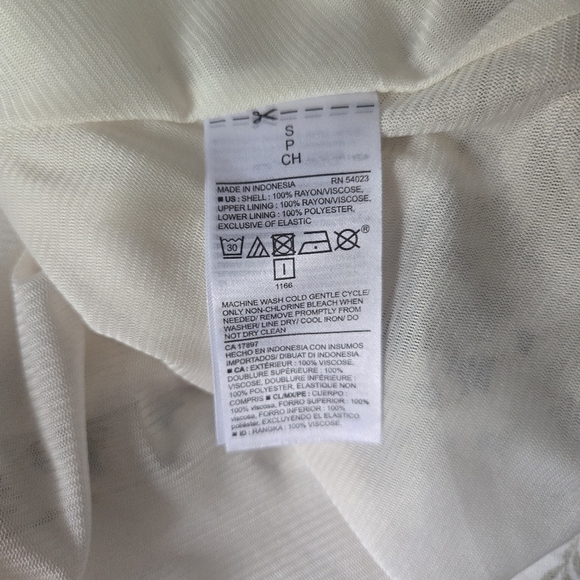 S
P
CH
MADE IN INDONESIA RN 54023
■ US : SHELL : 100% RAYON/VISCOSE,
UPPER LINING : 100% RAYON/VISCOSE,
LOWER LINING : 100% POLYESTER,
EXCLUSIVE OF ELASTIC
30 ®
I
1166
MACHINE WASH COLD GENTLE CYCLE/
ONLY NON-CHLORINE BLEACH WHEN
NEEDED/ REMOVE PROMPTLY FROM
WASHER/ LINE DRY/ COOL IRON/ DO
NOT DRY CLEAN
CA 17897
HECHO EN INDONESIA CON INSUMOS
IMPORTADOS/ DIBUAT DI INDONESIA
■ CA : EXTÉRIEUR : 100% VISCOSE,
DOUBLURE SUPÉRIEURE : 100%
VISCOSE, DOUBLURE INFÉRIEURE
100% POLYESTER, ELASTIQUE NON
COMPRIS ■ CL/MX/PE : CUERPO :
100% viscosa, FORRO SUPERIOR : 100%
viscosa, FORRO INFERIOR : 100%
poliéster, EXCLUYENDO EL ELASTICO
■ ID : RANGKA : 100% VISCOSE,